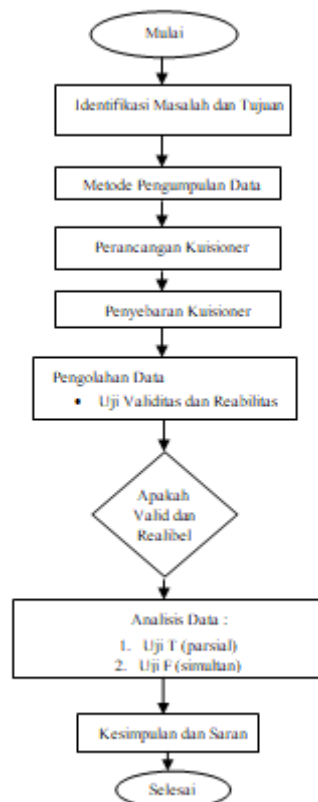 Mulai
Identifikasi Masalah dan Tujuan
Metode Pengumpulan Data
Perancangan Kuisioner
Penyebaran Kuisioner
Pengolahan Data
• Uji Validitas dan Reabilitas
Apakah
Valid dan
Realibel
Analisis Data :
1. Uji T (parsial)
2. Uji F (simultan)
Kesimpulan dan Saran
Selesai